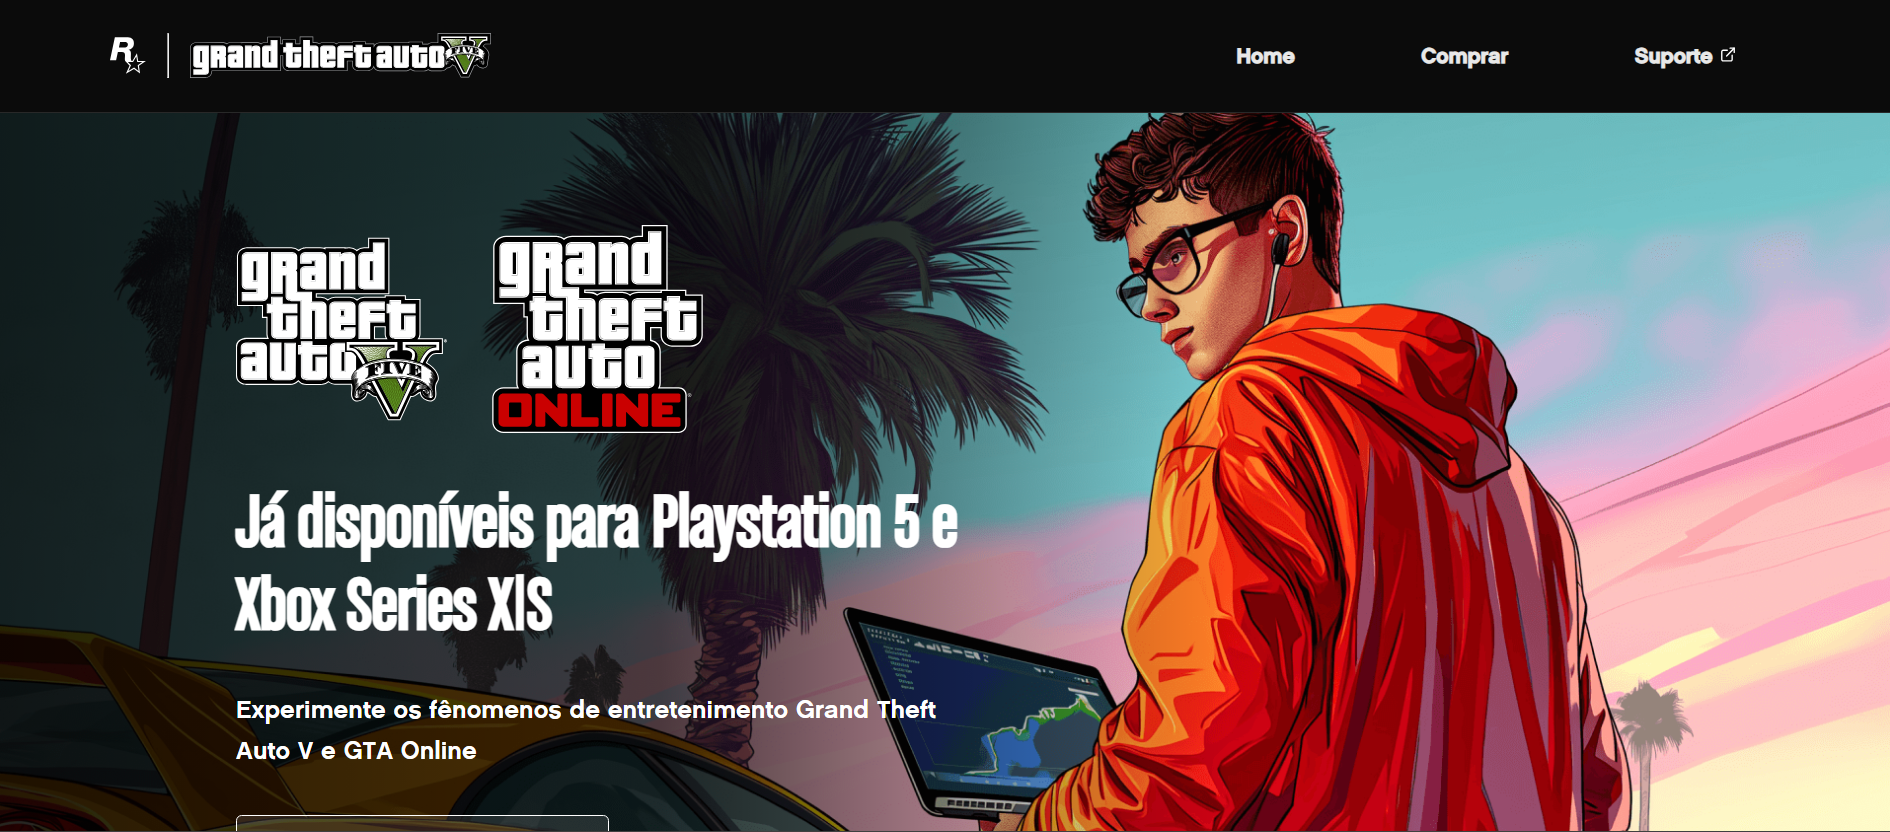 R
grand theft auto V
FIVE
Home
Comprar
Suporte
grand
theft
auto V
FIVE
grand
theft
auto
ONLINE
Já disponíveis para Playstation 5 e
Xbox Series X|S
Experimente os fênomenos de entretenimento Grand Theft
Auto V e GTA Online